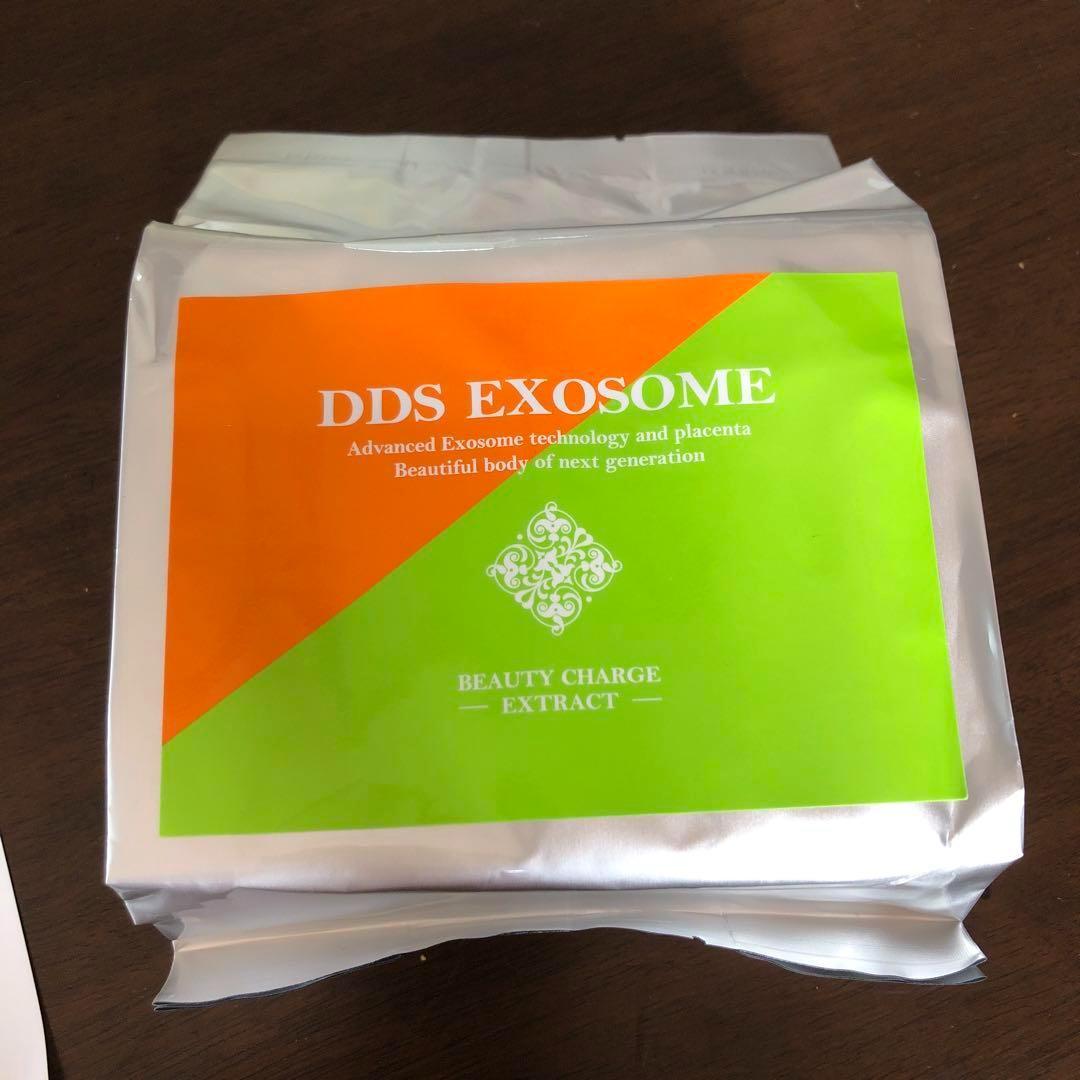 DDS EXOSOME
Advanced Exosome technology and placenta
Beautiful body of next generation
BEAUTY CHARGE
— EXTRACT —